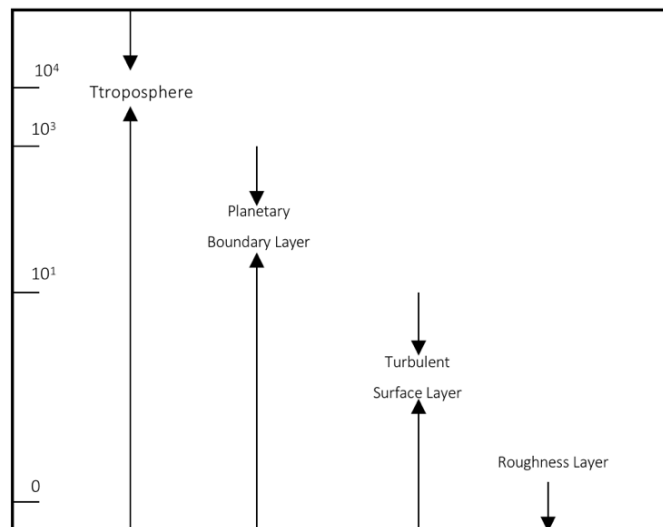 10⁴
Ttroposphere
10³
Planetary
Boundary Layer
10¹
Turbulent
Surface Layer
Roughness Layer
0